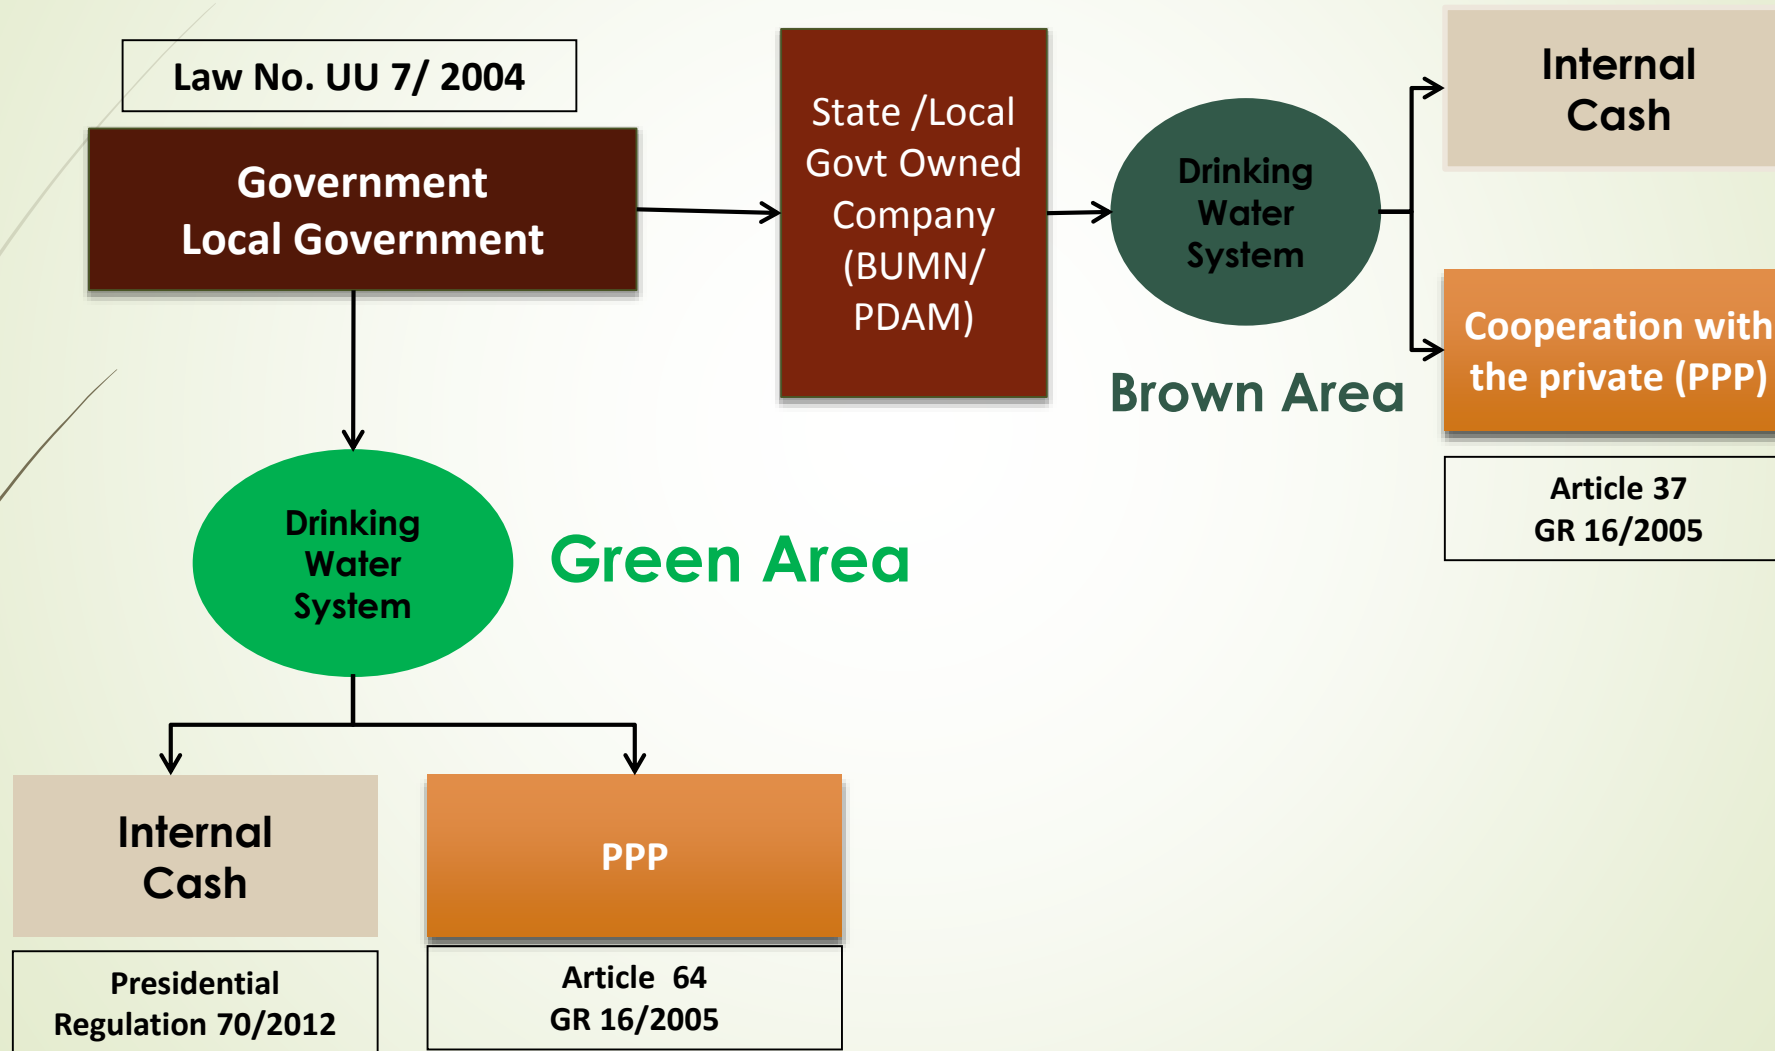 Law No. UU 7/ 2004
Government
Local Government
State /Local
Govt Owned
Company
(BUMN/
PDAM)
Drinking
Water
System
Brown Area
Internal
Cash
Cooperation with
the private (PPP)
Article 37
GR 16/2005
Drinking
Water
System
Green Area
Internal
Cash
Presidential
Regulation 70/2012
PPP
Article 64
GR 16/2005